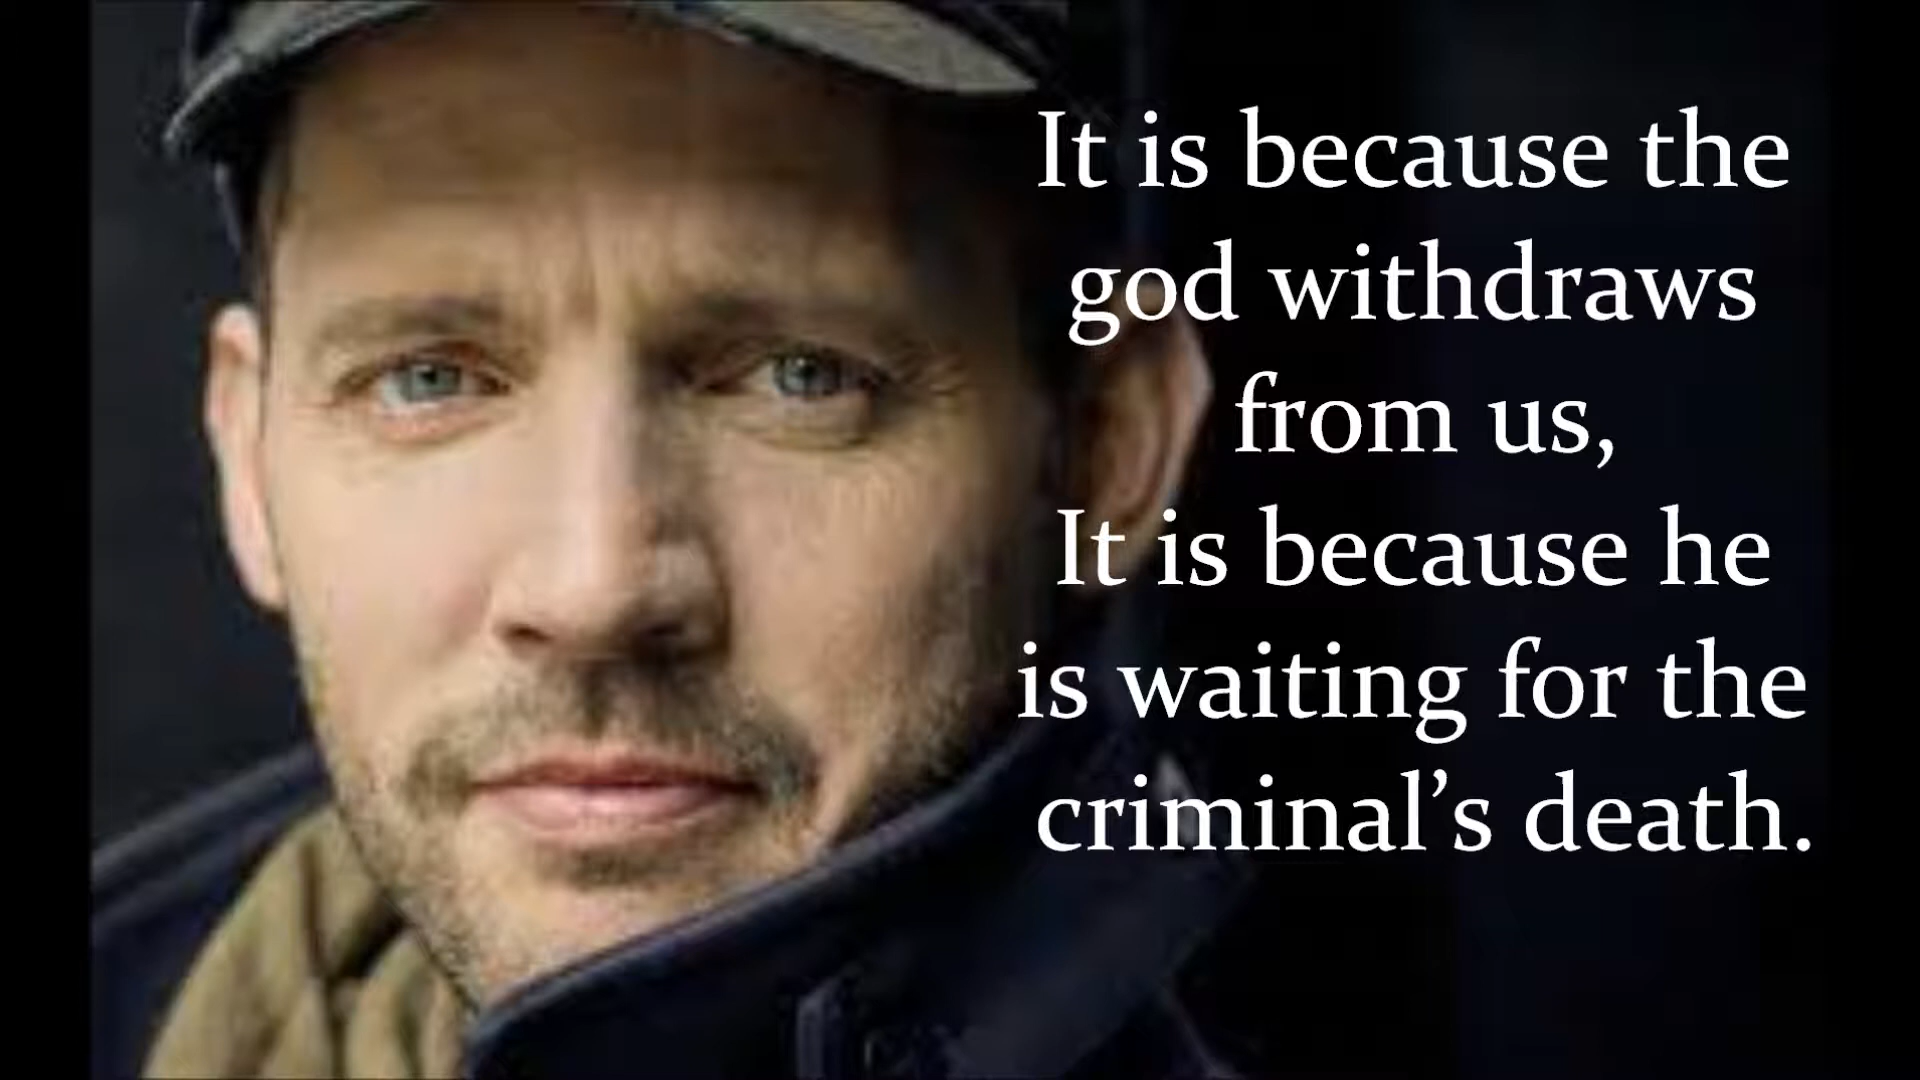 It is because the
god withdraws
from us,
It is because he
is waiting for the
criminal’s death.